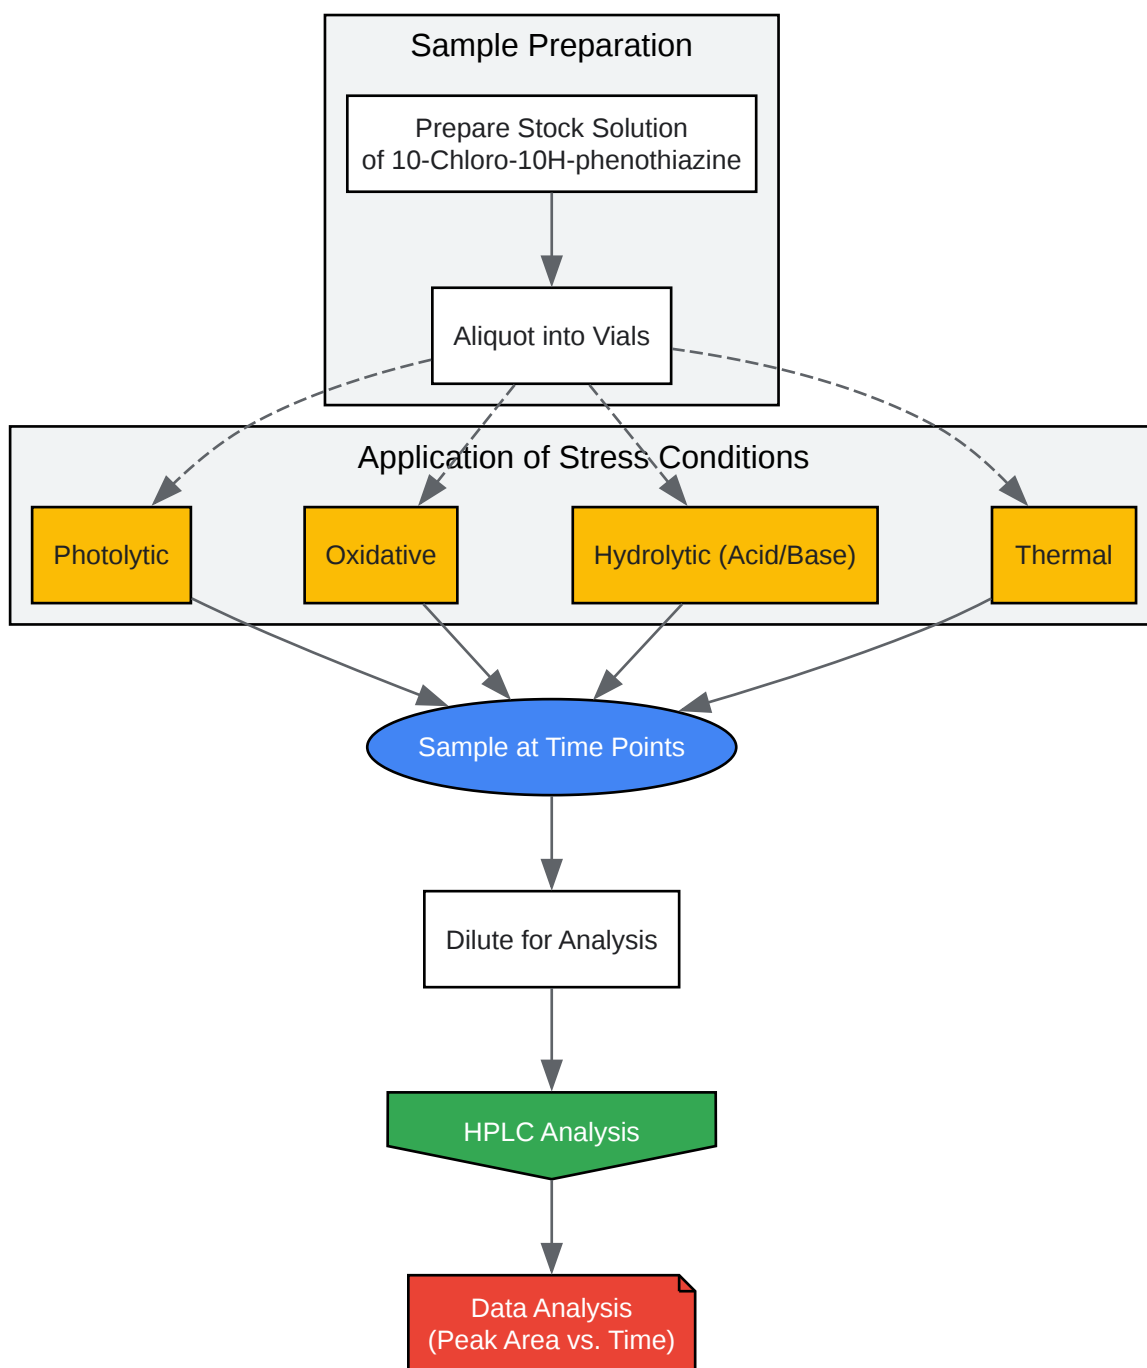 Sample Preparation
Prepare Stock Solution
of 10-Chloro-10H-phenothiazine
Aliquot into Vials
Application of Stress Conditions
Photolytic
Oxidative
Hydrolytic (Acid/Base)
Thermal
Sample at Time Points
Dilute for Analysis
HPLC Analysis
Data Analysis
(Peak Area vs. Time)